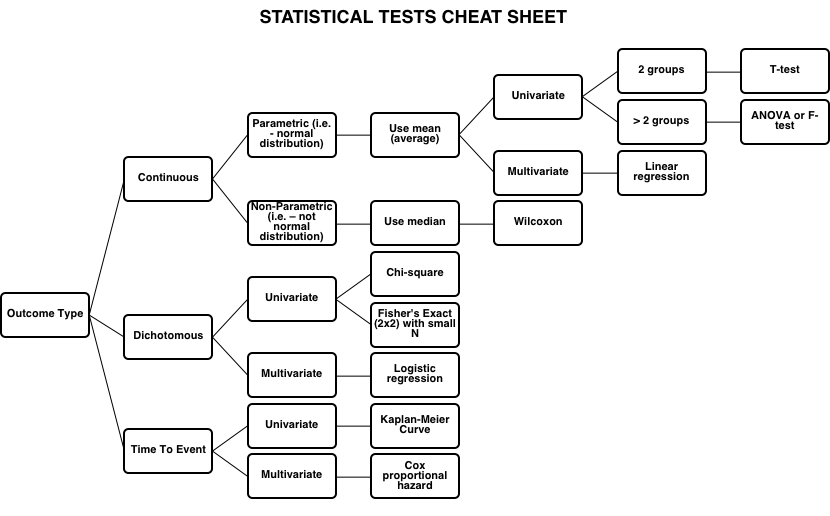 STATISTICAL TESTS CHEAT SHEET
Outcome Type
Continuous
Parametric (i.e.
- normal
distribution)
Use mean
(average)
Univariate
2 groups
T-test
> 2 groups
ANOVA or F-
test
Multivariate
Linear
regression
Non-Parametric
(i.e. – not
normal
distribution)
Use median
Wilcoxon
Dichotomous
Univariate
Chi-square
Fisher's Exact
(2x2) with small
N
Multivariate
Logistic
regression
Time To Event
Univariate
Kaplan-Meier
Curve
Multivariate
Cox
proportional
hazard